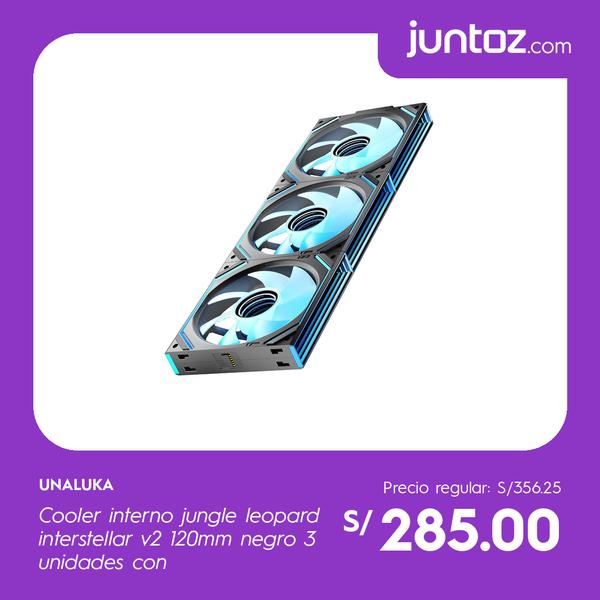 juntoz.com
UNALUKA
Cooler interno jungle leopard
interstellar v2 120mm negro 3
unidades con
Precio regular: S/356.25
S/285.00